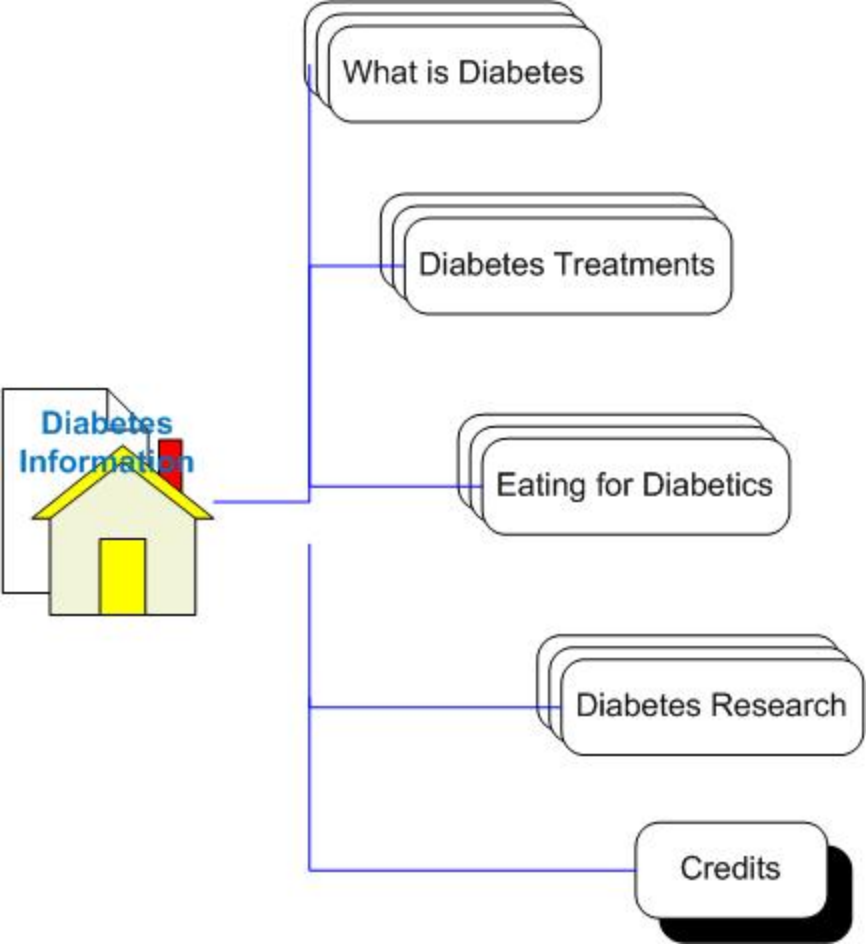 What is Diabetes
Diabetes Treatments
Diabetes
Information
Eating for Diabetics
Diabetes Research
Credits